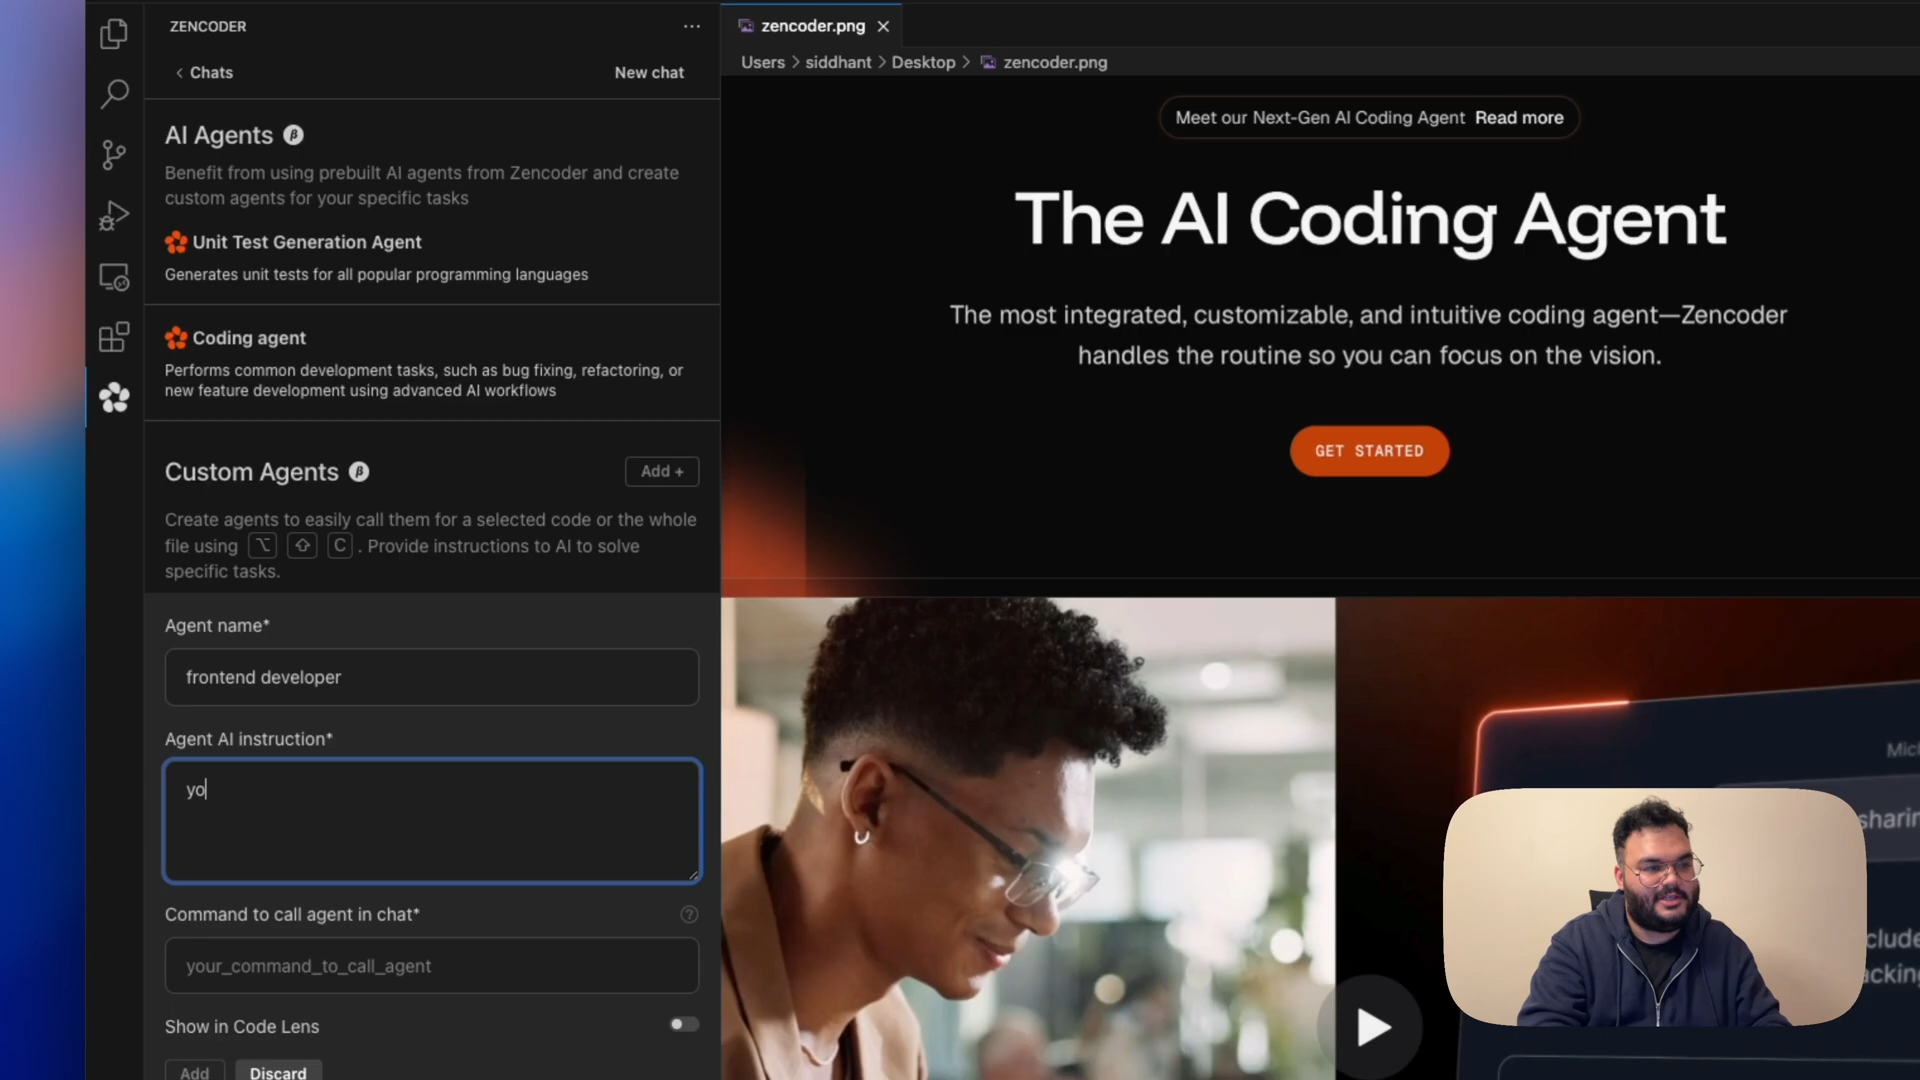 ZENCODER
Chats
New chat
AI Agents β
Benefit from using prebuilt AI agents from Zencoder and create
custom agents for your specific tasks
Unit Test Generation Agent
Generates unit tests for all popular programming languages
Coding agent
Performs common development tasks, such as bug fixing, refactoring, or
new feature development using advanced AI workflows
Custom Agents β
Add +
Create agents to easily call them for a selected code or the whole
file using ⌥ ⇧ C . Provide instructions to AI to solve
specific tasks.
Agent name*
frontend developer
Agent AI instruction*
yo
Command to call agent in chat*
?
your_command_to_call_agent
Show in Code Lens
Add
Discard
zencoder.png
Users > siddhant > Desktop > zencoder.png
Meet our Next-Gen AI Coding Agent Read more
The AI Coding Agent
The most integrated, customizable, and intuitive coding agent—Zencoder
handles the routine so you can focus on the vision.
GET STARTED